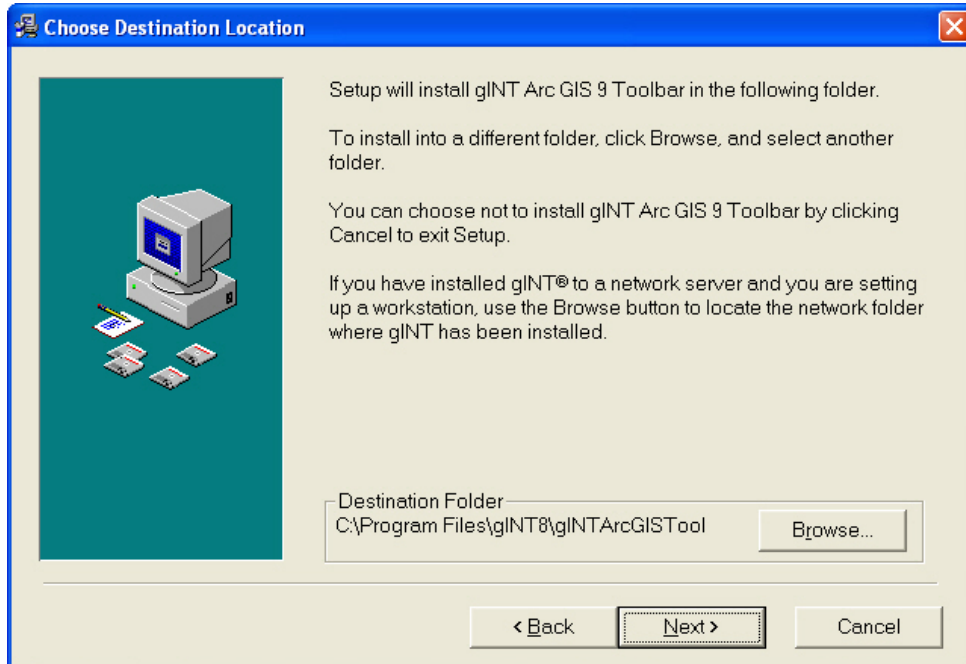 Choose Destination Location
Setup will install gINT Arc GIS 9 Toolbar in the following folder.
To install into a different folder, click Browse, and select another
folder.
You can choose not to install gINT Arc GIS 9 Toolbar by clicking
Cancel to exit Setup.
If you have installed gINT® to a network server and you are setting
up a workstation, use the Browse button to locate the network folder
where gINT has been installed.
Destination Folder
C:\Program Files\gINT8\gINTArcGISTool
Browse...
< Back
Next >
Cancel